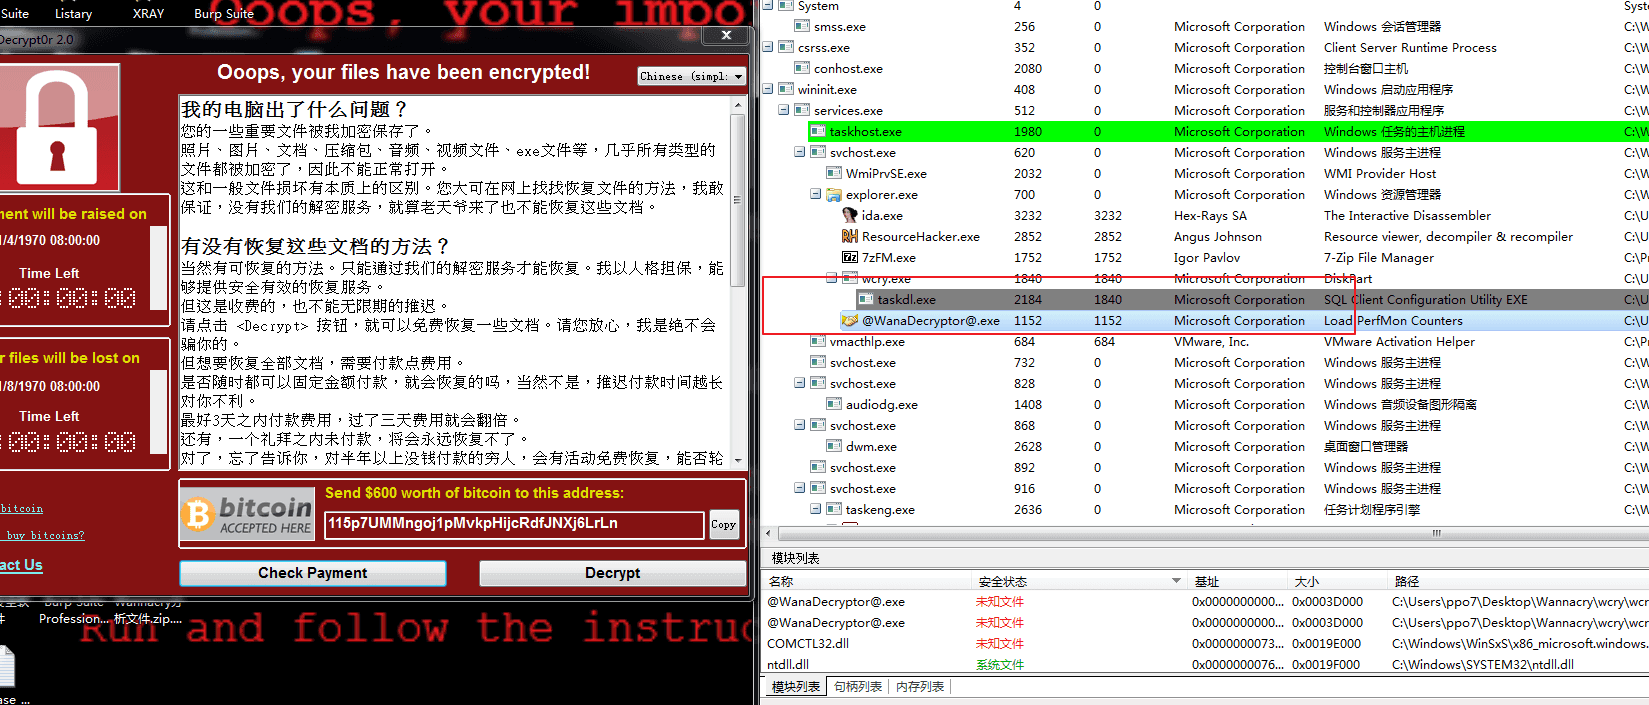 Suite
Listary
XRAY
Burp Suite
Ooops, your impo
Decrypt0r 2.0
Ooops, your files have been encrypted!
Chinese (simpl:
我的电脑出了什么问题？
您的一些重要文件被我加密保存了。
照片、图片、文档、压缩包、音频、视频文件、exe文件等，几乎所有类型的
文件都被加密了，因此不能正常打开。
这和一般文件损坏有本质上的区别。您大可在网上找找恢复文件的方法，我敢
保证，没有我们的解密服务，就算老天爷来了也不能恢复这些文档。
有没有恢复这些文档的方法？
当然有可恢复的方法。只能通过我们的解密服务才能恢复。我以人格担保，能
够提供安全有效的恢复服务。
但这是收费的，也不能无限期的推迟。
请点击 <Decrypt> 按钮，就可以免费恢复一些文档。请您放心，我是绝不会
骗你的。
但想要恢复全部文档，需要付款点费用。
是否随时都可以固定金额付款，就会恢复的吗，当然不是，推迟付款时间越长
对你不利。
最好3天之内付款费用，过了三天费用就会翻倍。
还有，一个礼拜之内未付款，将会永远恢复不了。
对了，忘了告诉你，对半年以上没钱付款的穷人，会有活动免费恢复，能否轮
ment will be raised on
1/4/1970 08:00:00
Time Left
:00:00:00
r files will be lost on
1/8/1970 08:00:00
Time Left
:00:00:00
bitcoin
buy bitcoins?
act Us
bitcoin
ACCEPTED HERE
Send $600 worth of bitcoin to this address:
115p7UMMngoj1pMvkpHijcRdfJNXj6LrLn
Copy
Check Payment
Decrypt
Burp Suite
Wannacry分
件
Profession...
析文件.zip....
Run and follow the instruc
ase ...
System 4 0
smss.exe 256 0 Microsoft Corporation Windows 会话管理器 C:\W
csrss.exe 352 0 Microsoft Corporation Client Server Runtime Process C:\W
conhost.exe 2080 0 Microsoft Corporation 控制台窗口主机 C:\W
wininit.exe 408 0 Microsoft Corporation Windows 启动应用程序 C:\W
services.exe 512 0 Microsoft Corporation 服务和控制器应用程序 C:\W
taskhost.exe 1980 0 Microsoft Corporation Windows 任务的主机进程 C:\W
svchost.exe 620 0 Microsoft Corporation Windows 服务主进程 C:\W
WmiPrvSE.exe 2032 0 Microsoft Corporation WMI Provider Host C:\W
explorer.exe 700 0 Microsoft Corporation Windows 资源管理器 C:\W
ida.exe 3232 3232 Hex-Rays SA The Interactive Disassembler C:\U
ResourceHacker.exe 2852 2852 Angus Johnson Resource viewer, decompiler & recompiler C:\U
7zFM.exe 1752 1752 Igor Pavlov 7-Zip File Manager C:\P
wcry.exe 1840 1840 Microsoft Corporation DiskPart C:\U
taskdl.exe 2184 1840 Microsoft Corporation SQL Client Configuration Utility EXE C:\U
@WanaDecryptor@.exe 1152 1152 Microsoft Corporation Load PerfMon Counters C:\U
vmacthlp.exe 684 684 VMware, Inc. VMware Activation Helper C:\P
svchost.exe 732 0 Microsoft Corporation Windows 服务主进程 C:\W
svchost.exe 828 0 Microsoft Corporation Windows 服务主进程 C:\W
audiodg.exe 1408 0 Microsoft Corporation Windows 音频设备图形隔离 C:\W
svchost.exe 868 0 Microsoft Corporation Windows 服务主进程 C:\W
dwm.exe 2628 0 Microsoft Corporation 桌面窗口管理器 C:\W
svchost.exe 892 0 Microsoft Corporation Windows 服务主进程 C:\W
svchost.exe 916 0 Microsoft Corporation Windows 服务主进程 C:\W
taskeng.exe 2636 0 Microsoft Corporation 任务计划程序引擎 C:\W
模块列表
名称 安全状态 基址 大小 路径
@WanaDecryptor@.exe 未知文件 0x0000000000... 0x0003D000 C:\Users\ppo7\Desktop\Wannacry\wcry\wcry
@WanaDecryptor@.exe 未知文件 0x0000000000... 0x0003D000 C:\Users\ppo7\Desktop\Wannacry\wcry\wcry
COMCTL32.dll 未知文件 0x0000000073... 0x0019E000 C:\Windows\WinSxS\x86_microsoft.windows.
ntdll.dll 系统文件 0x0000000076... 0x0019F000 C:\Windows\SYSTEM32\ntdll.dll
模块列表 句柄列表 内存列表